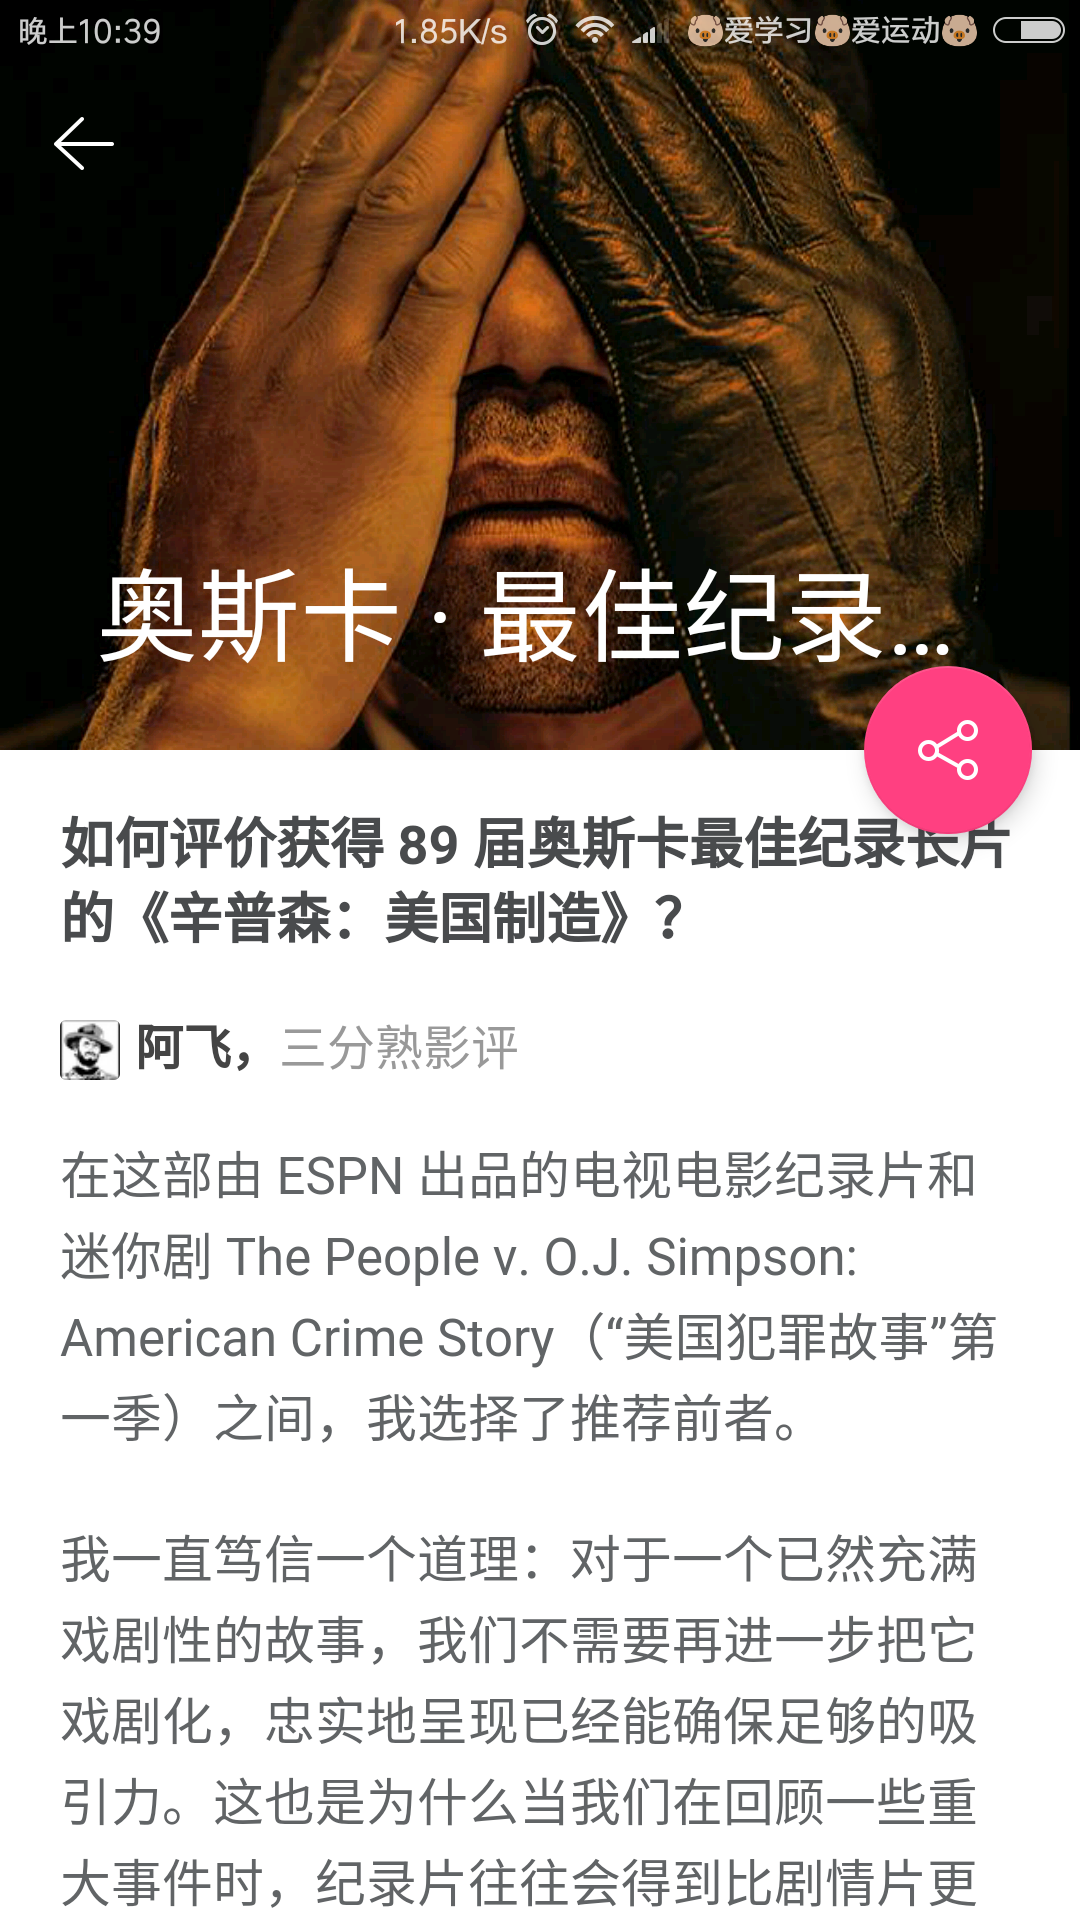 晚上10:39
1.85K/s
爱学习 爱运动
奥斯卡 · 最佳纪录...
如何评价获得 89 届奥斯卡最佳纪录长片
的《辛普森：美国制造》？
阿飞，三分熟影评
在这部由 ESPN 出品的电视电影纪录片和
迷你剧 The People v. O.J. Simpson:
American Crime Story（“美国犯罪故事”第
一季）之间，我选择了推荐前者。
我一直笃信一个道理：对于一个已然充满
戏剧性的故事，我们不需要再进一步把它
戏剧化，忠实地呈现已经能确保足够的吸
引力。这也是为什么当我们在回顾一些重
大事件时，纪录片往往会得到比剧情片更